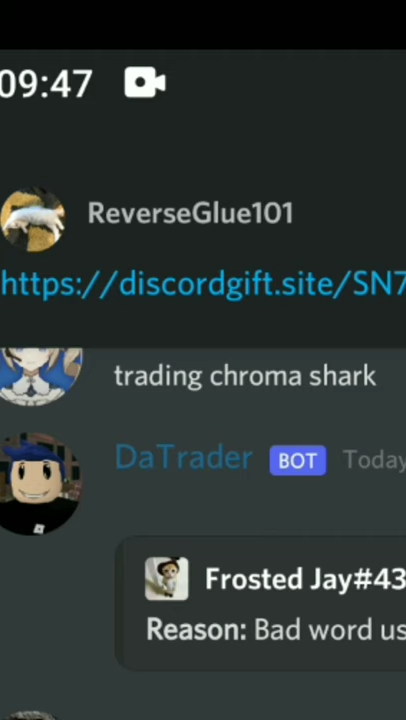 09:47
ReverseGlue101
https://discordgift.site/SN7
trading chroma shark
DaTrader BOT Today
Frosted Jay#43
Reason: Bad word us